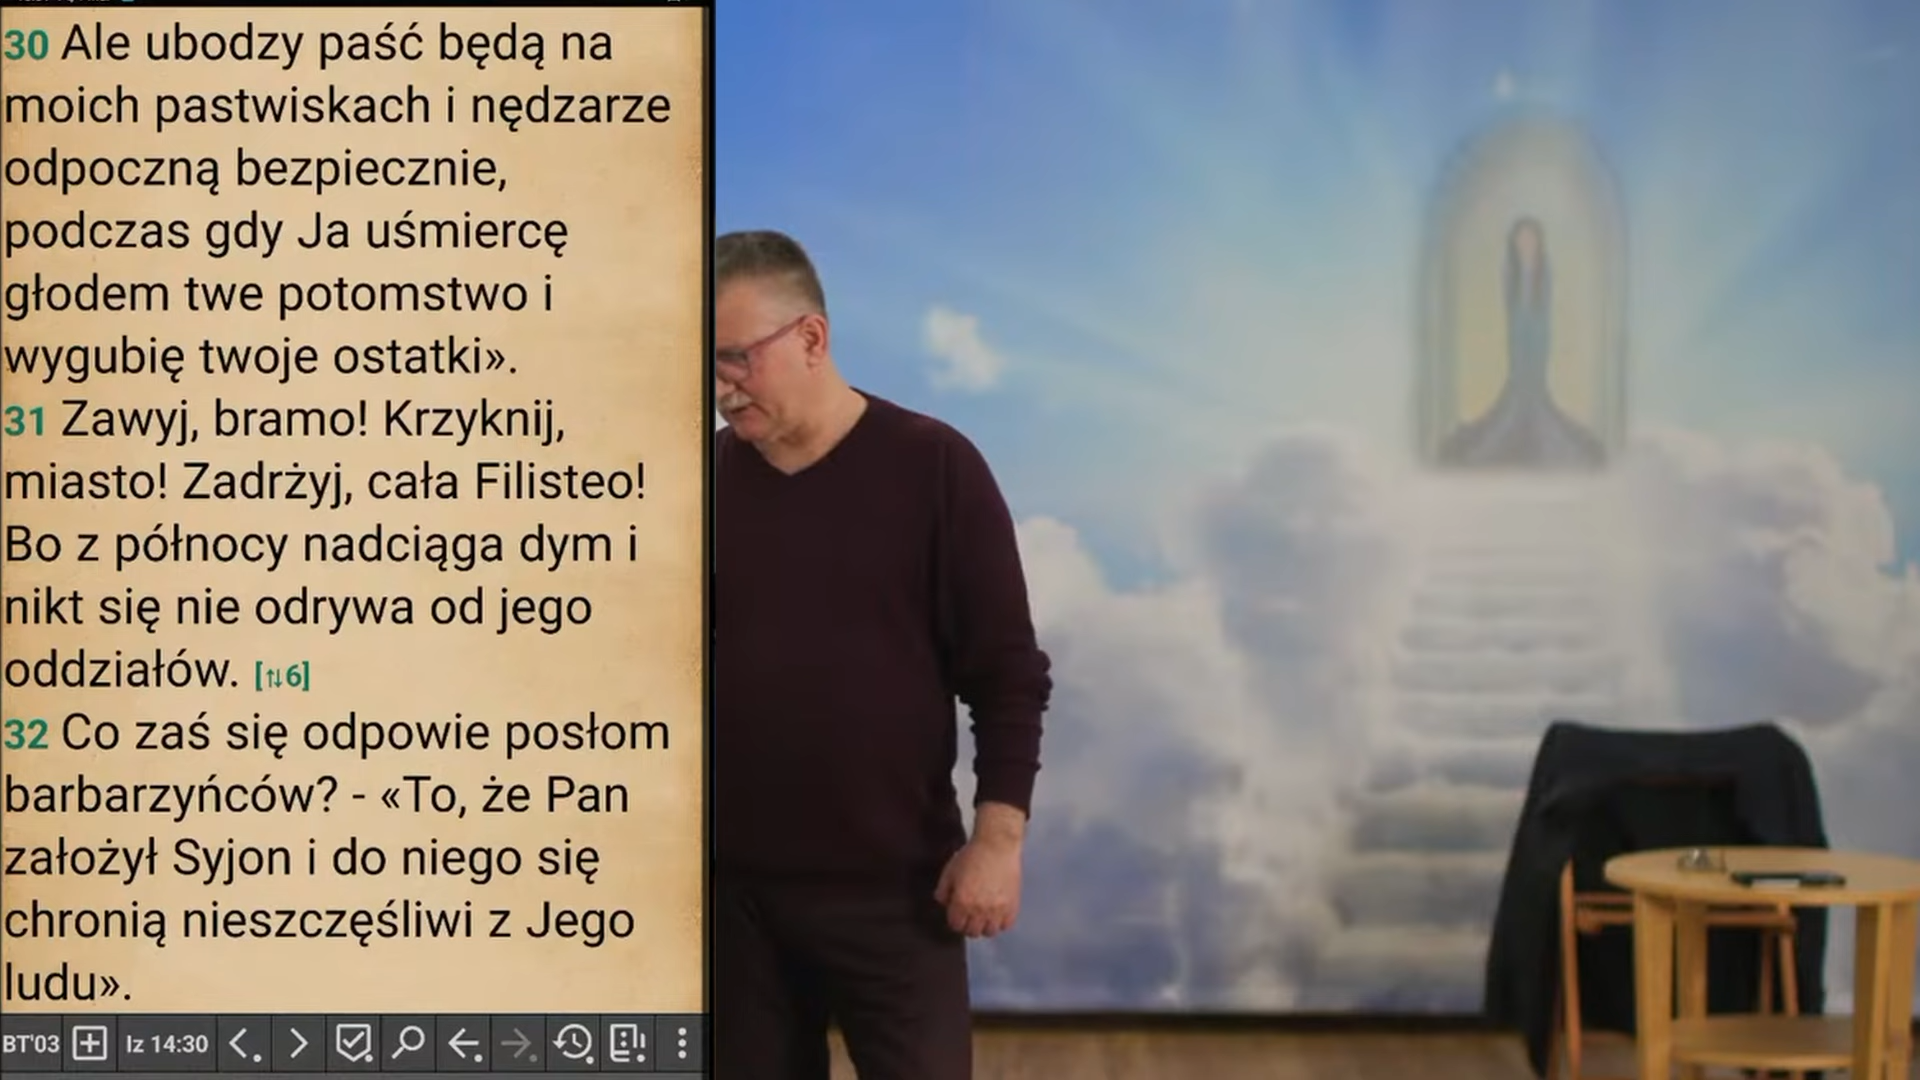 30 Ale ubodzy paść będą na
moich pastwiskach i nędzarze
odpoczną bezpiecznie,
podczas gdy Ja uśmiercę
głodem twe potomstwo i
wygubię twoje ostatki».
31 Zawyj, bramo! Krzyknij,
miasto! Zadrżyj, cała Filisteo!
Bo z północy nadciąga dym i
nikt się nie odrywa od jego
oddziałów. [⇅6]
32 Co zaś się odpowie posłom
barbarzyńców? - «To, że Pan
założył Syjon i do niego się
chronią nieszczęśliwi z Jego
ludu».
BT'03 Iz 14:30